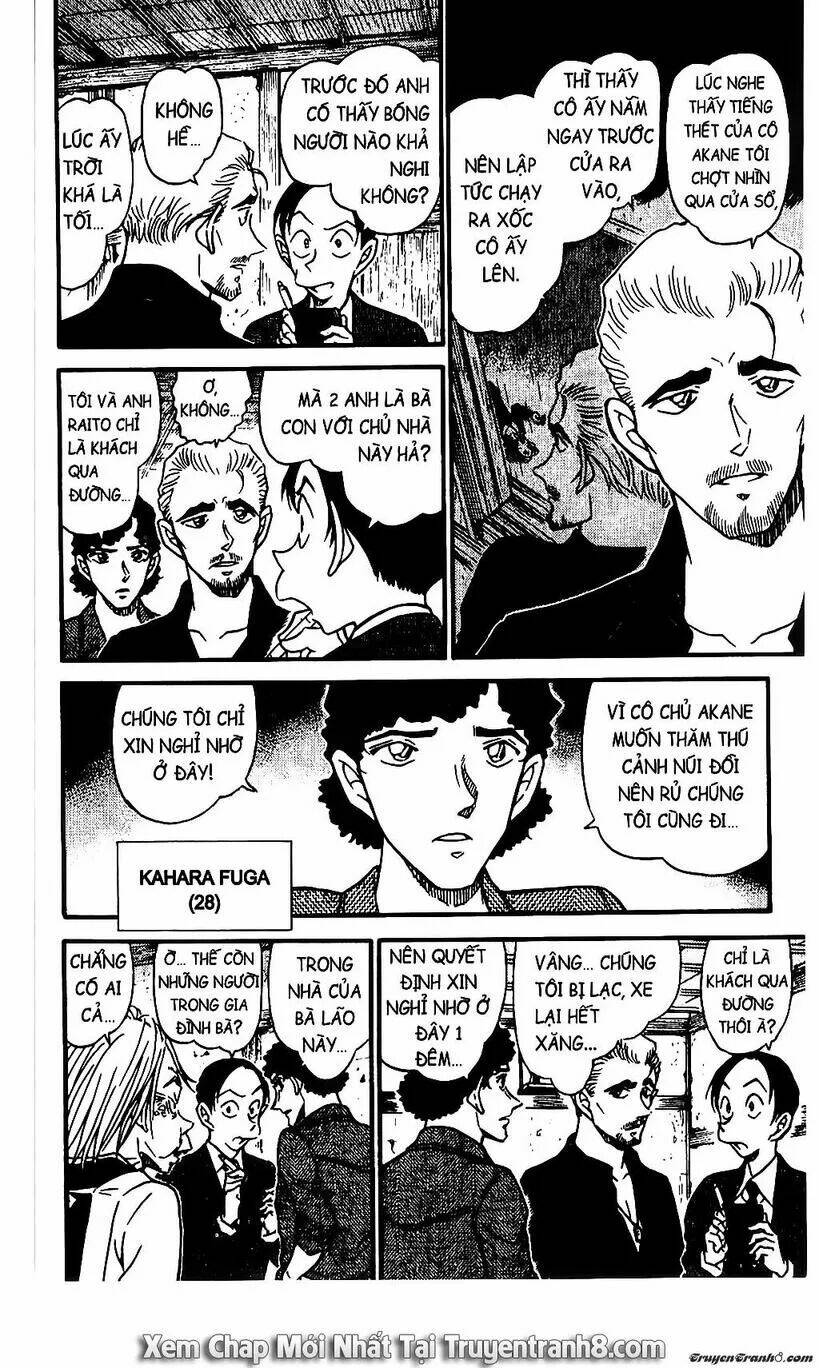 LÚC NGHE
THẤY TIẾNG
THÉT CỦA CÔ
AKANE TÔI
CHỢT NHÌN
QUA CỬA SỔ,
THÌ THẤY
CÔ ẤY NẰM
NGAY TRƯỚC
CỬA RA
VÀO,
NÊN LẬP
TỨC CHẠY
RA XỐC
CÔ ẤY
LÊN.
TRƯỚC ĐÓ ANH
CÓ THẤY BÓNG
NGƯỜI NÀO KHẢ
NGHI
KHÔNG?
KHÔNG
HỀ...
LÚC ẤY
TRỜI
KHÁ LÀ
TỐI...
MÀ 2 ANH LÀ BÀ
CON VỚI CHỦ NHÀ
NÀY HẢ?
Ơ,
KHÔNG...
TÔI VÀ ANH
RAITO CHỈ
LÀ KHÁCH
QUA
ĐƯỜNG...
VÌ CÔ CHỦ AKANE
MUỐN THĂM THÚ
CẢNH NÚI ĐỒI
NÊN RỦ CHÚNG
TÔI CÙNG ĐI...
CHÚNG TÔI CHỈ
XIN NGHỈ NHỜ
Ở ĐÂY!
KAHARA FUGA
(28)
CHỈ LÀ
KHÁCH QUA
ĐƯỜNG
THÔI À?
VÂNG... CHÚNG
TÔI BỊ LẠC, XE
LẠI HẾT
XĂNG...
NÊN QUYẾT
ĐỊNH XIN
NGHỈ NHỜ Ở
ĐÂY 1
ĐÊM...
TRONG
NHÀ CỦA
BÀ LÃO
NÀY...
Ờ... THẾ CÒN
NHỮNG NGƯỜI
TRONG GIA
ĐÌNH BÀ?
CHẲNG
CÓ AI
CẢ...
Xem Chap Mới Nhất Tại Truyentranh8.com
TruyenTranh8.com